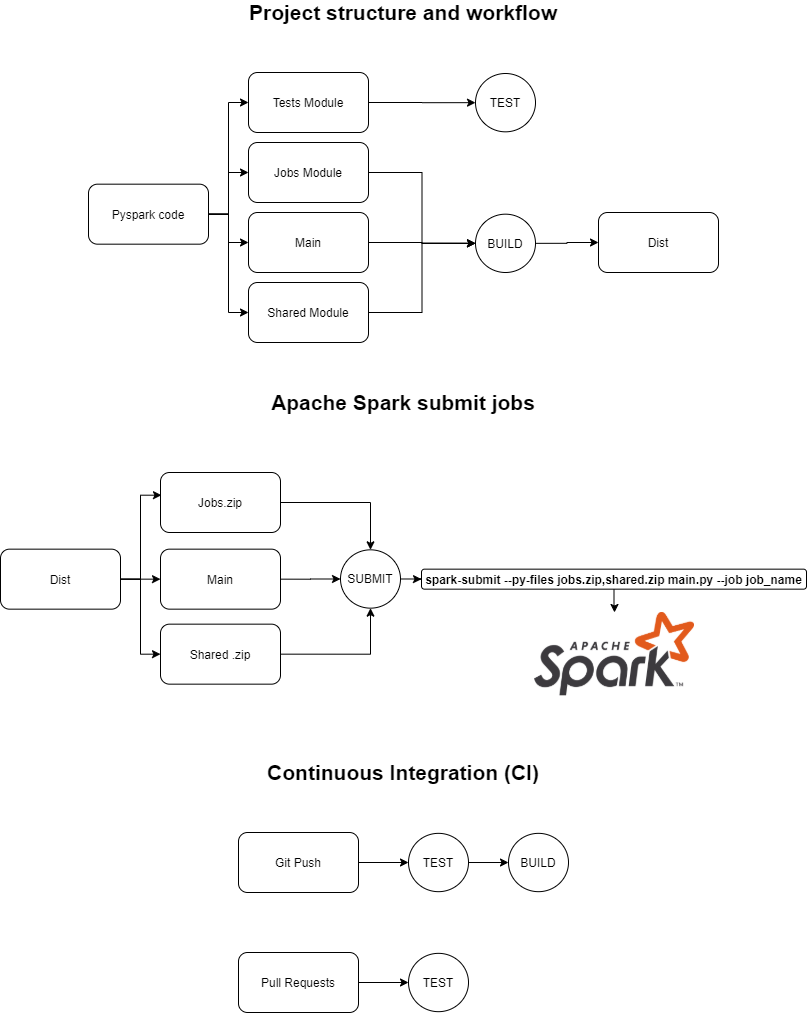 Project structure and workflow
Tests Module
TEST
Jobs Module
Pyspark code
Main
BUILD
Dist
Shared Module
Apache Spark submit jobs
Jobs.zip
Dist
Main
SUBMIT
spark-submit --py-files jobs.zip,shared.zip main.py --job job_name
Shared .zip
APACHE
Spark™
Continuous Integration (CI)
Git Push
TEST
BUILD
Pull Requests
TEST